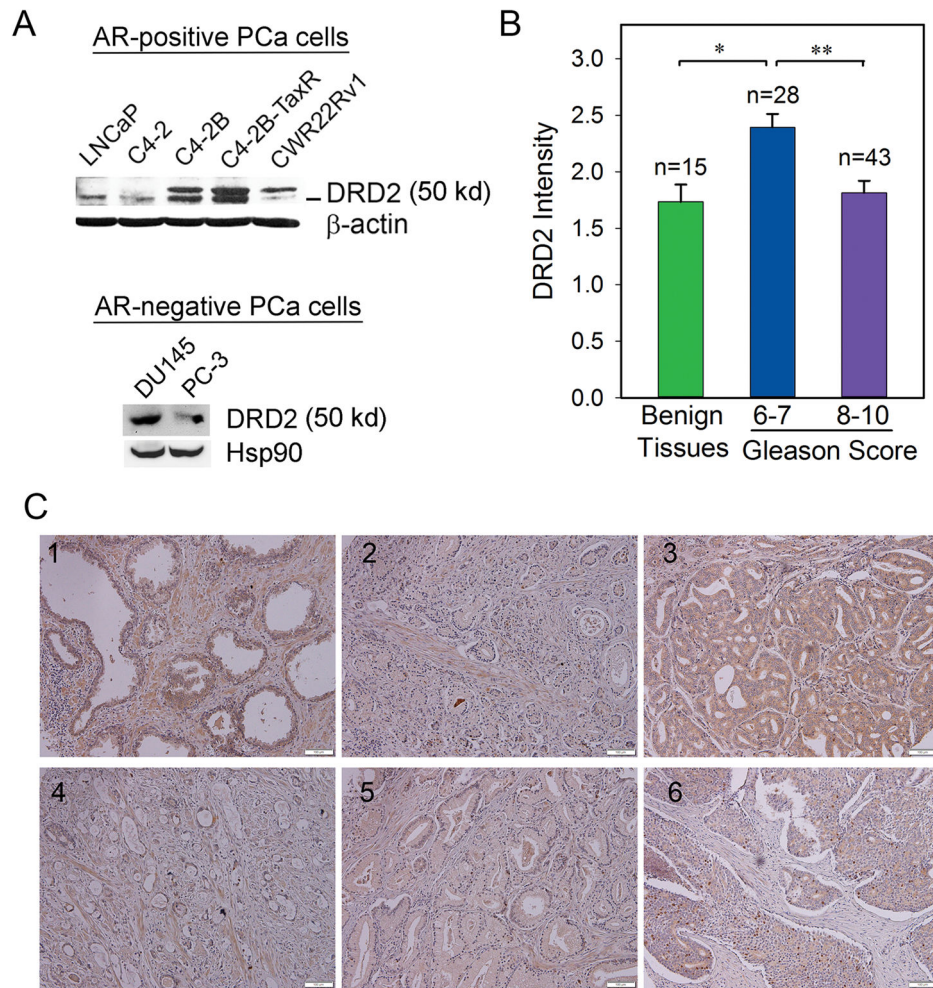 A
AR-positive PCa cells
LNCaP
C4-2
C4-2B
C4-2B-TaxR
CWR22Rv1
DRD2 (50 kd)
β-actin
AR-negative PCa cells
DU145
PC-3
DRD2 (50 kd)
Hsp90
B
* **
3.0
2.5
2.0
1.5
1.0
0.5
0.0
DRD2 Intensity
n=15
n=28
n=43
Benign
Tissues
6-7 8-10
Gleason Score
C
1
2
3
4
5
6